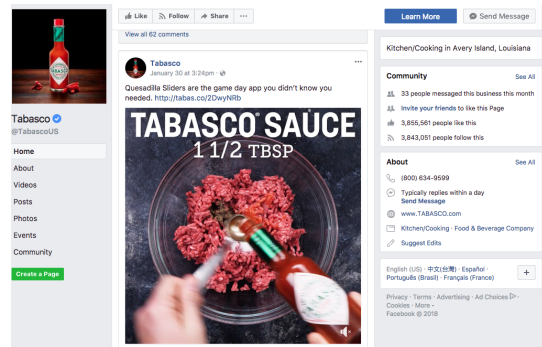 Like
Follow
Share
Learn More
Send Message
TABASCO
Tabasco
@TabascoUS
Home
About
Videos
Posts
Photos
Events
Community
Create a Page
View all 62 comments
Tabasco
January 30 at 3:24pm ·
Quesadilla Sliders are the game day app you didn't know you
needed. http://tabas.co/2DwyNRb
TABASCO® SAUCE
1 1/2 TBSP
Kitchen/Cooking in Avery Island, Louisiana
Community
See All
33 people messaged this business this month
Invite your friends to like this Page
3,855,561 people like this
3,843,051 people follow this
About
See All
(800) 634-9599
Typically replies within a day
Send Message
www.TABASCO.com
Kitchen/Cooking · Food & Beverage Company
Suggest Edits
English (US) · 中文(台灣) · Español ·
Português (Brasil) · Français (France)
Privacy · Terms · Advertising · Ad Choices ·
Cookies · More
Facebook © 2018